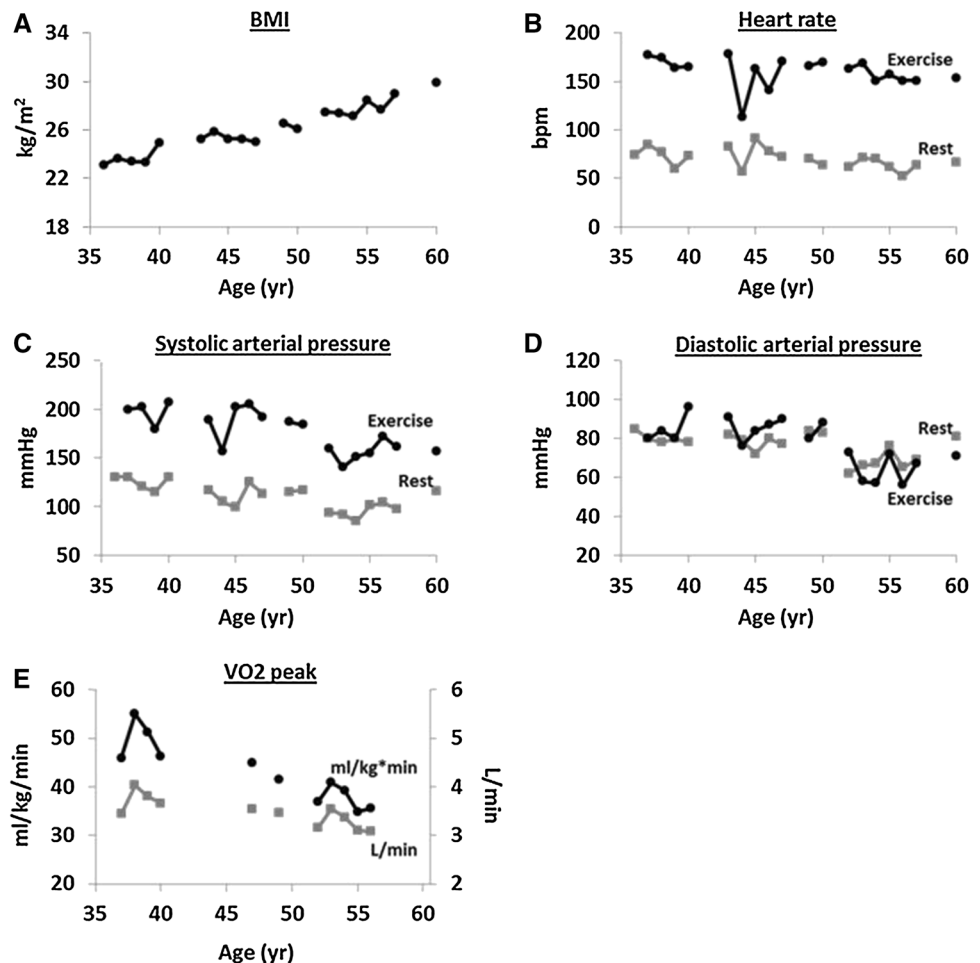 A
BMI
34
30
26
22
18
kg/m²
35 40 45 50 55 60
Age (yr)
B
Heart rate
200
150
100
50
0
bpm
Exercise
Rest
35 40 45 50 55 60
Age (yr)
C
Systolic arterial pressure
250
200
150
100
50
mmHg
Exercise
Rest
35 40 45 50 55 60
Age (yr)
D
Diastolic arterial pressure
120
100
80
60
40
20
mmHg
Rest
Exercise
35 40 45 50 55 60
Age (yr)
E
VO2 peak
60
50
40
30
20
ml/kg/min
ml/kg*min
L/min
6
5
4
3
2
L/min
35 40 45 50 55 60
Age (yr)